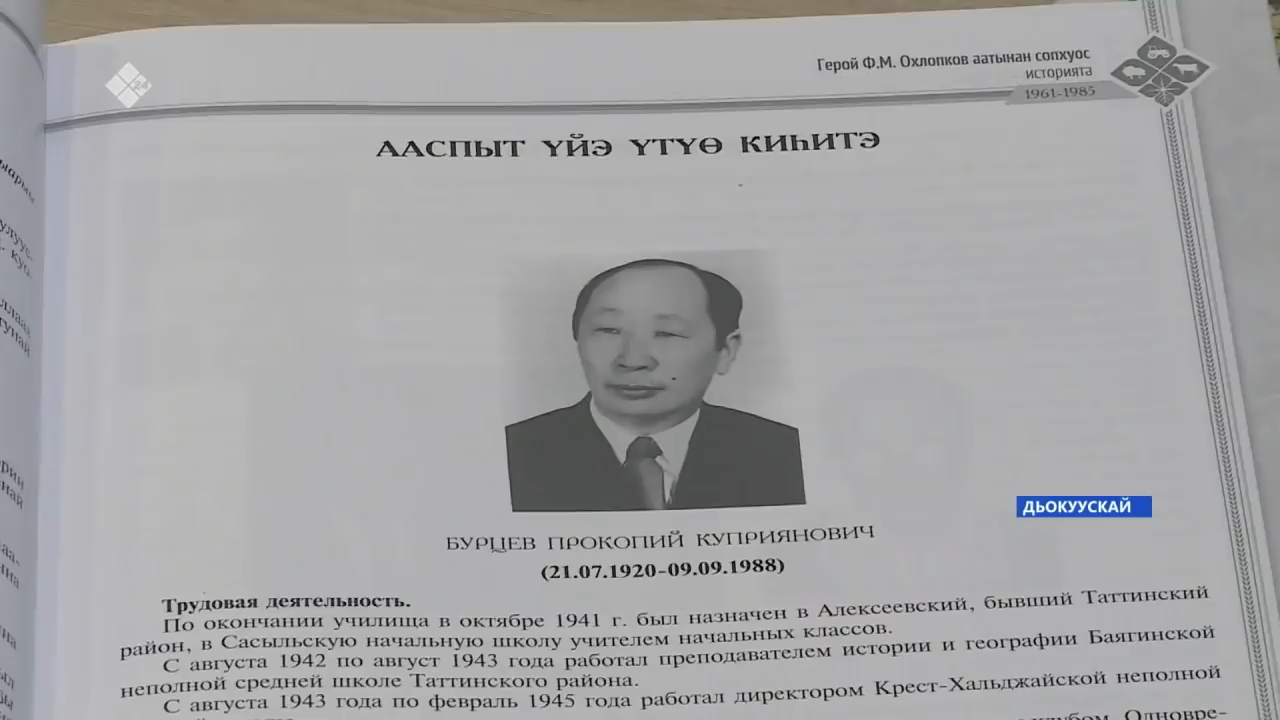 Герой Ф.М. Охлопков аатынан сопхуос
историята
1961-1985
ААСПЫТ ҮЙЭ ҮТҮӨ КИҺИТЭ
ДЬОКУУСКАЙ
БУРЦЕВ ПРОКОПИЙ КУПРИЯНОВИЧ
(21.07.1920-09.09.1988)
Трудовая деятельность.
По окончании училища в октябре 1941 г. был назначен в Алексеевский, бывший Таттинский
район, в Сасыльскую начальную школу учителем начальных классов.
С августа 1942 по август 1943 года работал преподавателем истории и географии Баягинской
неполной средней школе Таттинского района.
С августа 1943 года по февраль 1945 года работал директором Крест-Хальджайской неполной
Одновре-